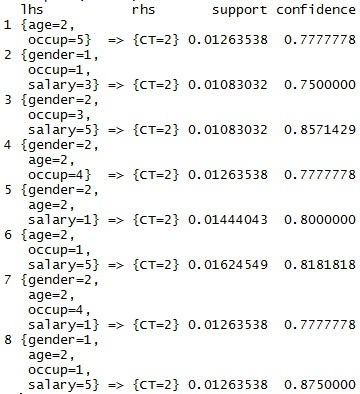 lhs rhs support confidence
1 {age=2,
occup=5} => {CT=2} 0.01263538 0.7777778
2 {gender=1,
occup=1,
salary=3} => {CT=2} 0.01083032 0.7500000
3 {gender=2,
occup=3,
salary=5} => {CT=2} 0.01083032 0.8571429
4 {gender=2,
age=2,
occup=4} => {CT=2} 0.01263538 0.7777778
5 {gender=2,
age=2,
salary=1} => {CT=2} 0.01444043 0.8000000
6 {age=2,
occup=1,
salary=5} => {CT=2} 0.01624549 0.8181818
7 {gender=2,
age=2,
occup=4,
salary=1} => {CT=2} 0.01263538 0.7777778
8 {gender=1,
age=2,
occup=1,
salary=5} => {CT=2} 0.01263538 0.8750000